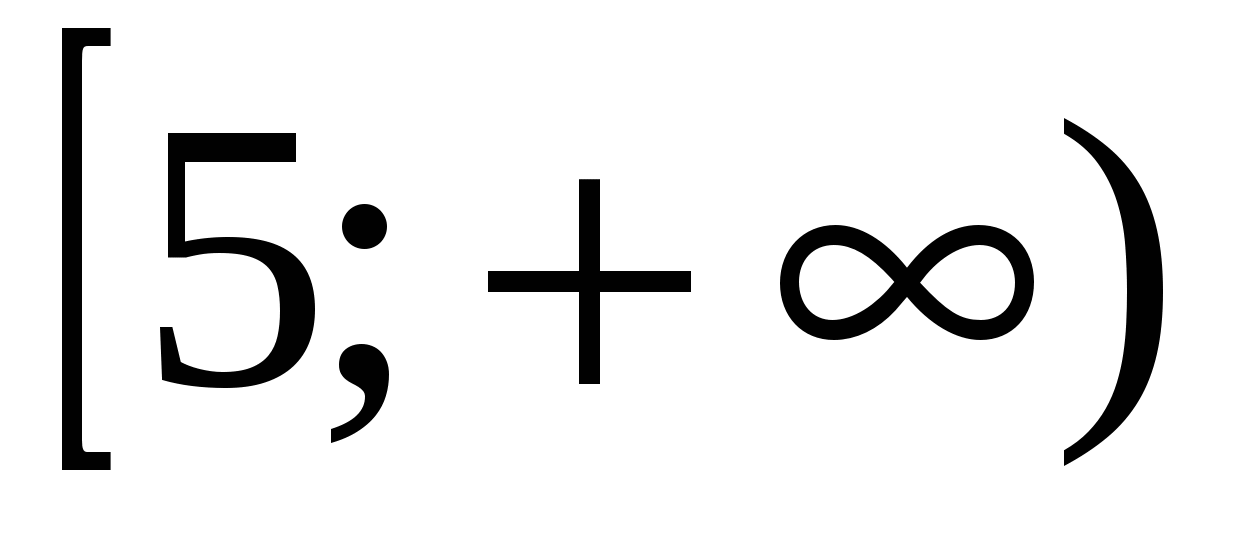 [5; + ∞)